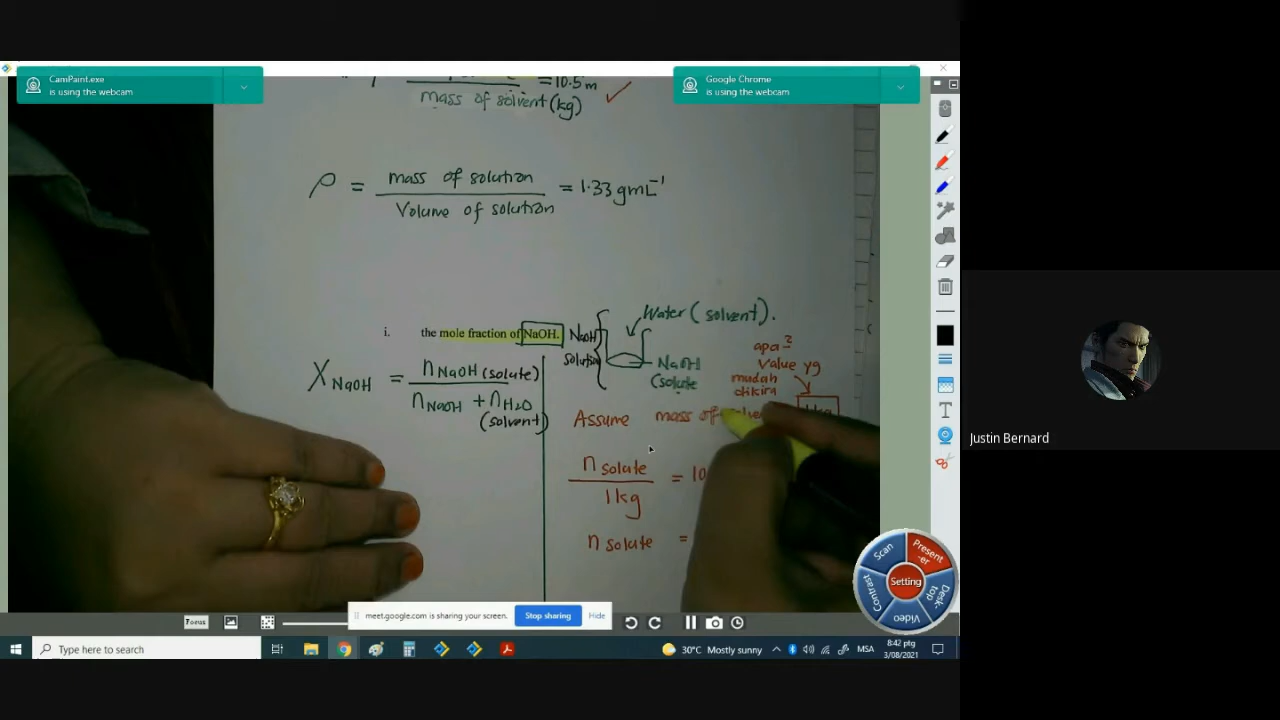 CamPaint.exe
is using the webcam
Google Chrome
is using the webcam
= 10.5 m
mass of solvent (kg)
ρ = mass of solution = 1.33 gmL⁻¹
Volume of solution
Water (solvent).
i. the mole fraction of NaOH.
NaOH
solution
NaOH
(solute
apa?
Value yg
mudah
dikira
X NaOH = n NaOH (solute)
n NaOH + n H2O
(solvent)
Assume mass of
n solute = 10
1kg
n solute =
Justin Bernard
Scan
Present
-er
Setting
Contrast
Desk-
top
Video
Focus
meet.google.com is sharing your screen.
Stop sharing
Hide
Type here to search
30°C Mostly sunny
MSA
8:42 ptg
3/08/2021